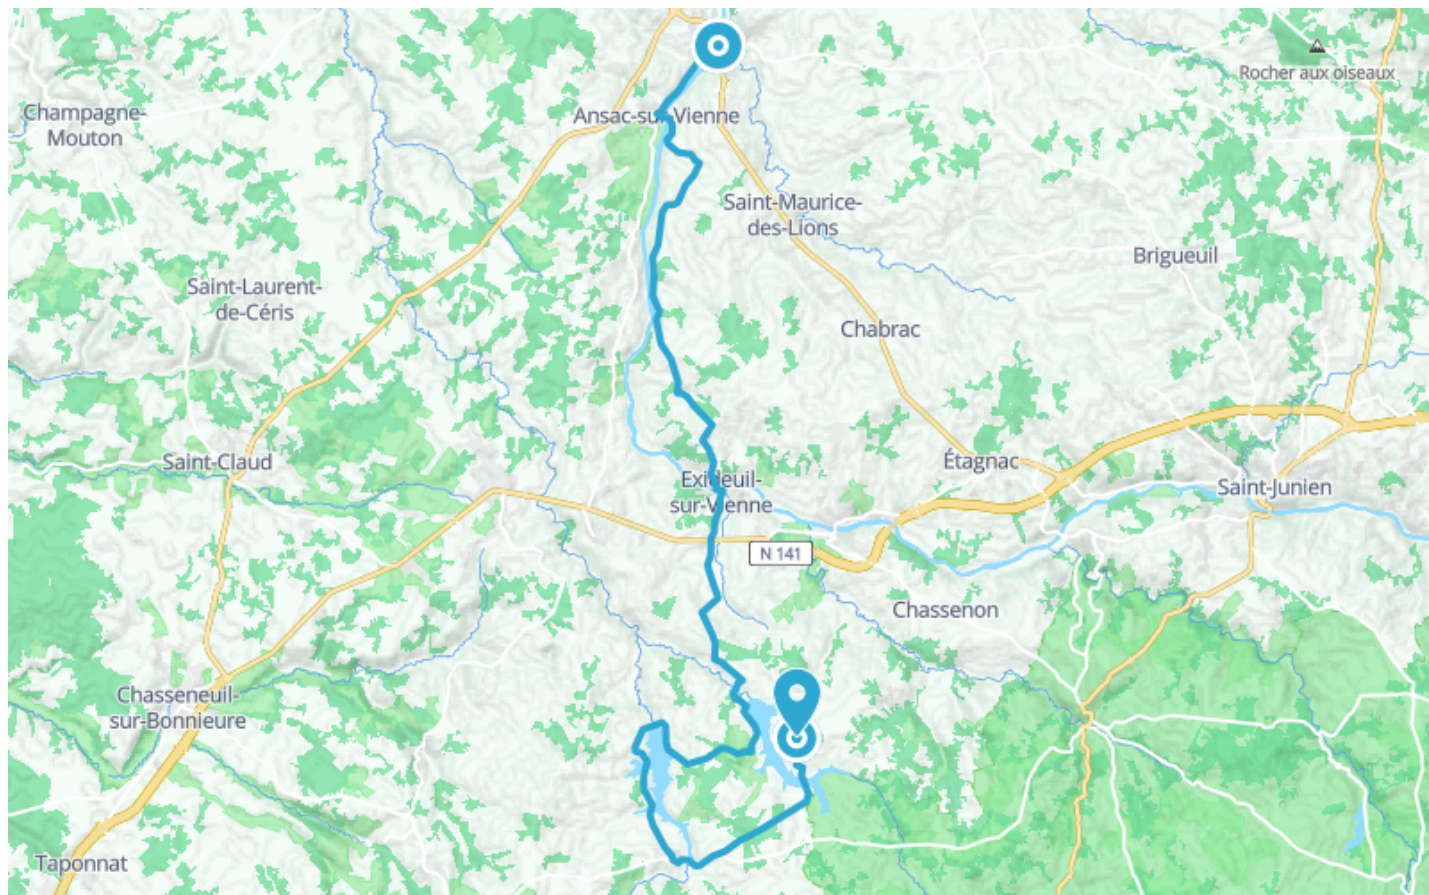 Rocher aux oiseaux
Champagne-
Mouton
Ansac-sur-Vienne
Saint-Maurice-
des-Lions
Brigueuil
Saint-Laurent-
de-Céris
Chabrac
Saint-Claud
Étagnac
Exideuil-
sur-Vienne
Saint-Junien
N 141
Chassenon
Chasseneuil-
sur-Bonnieure
Taponnat